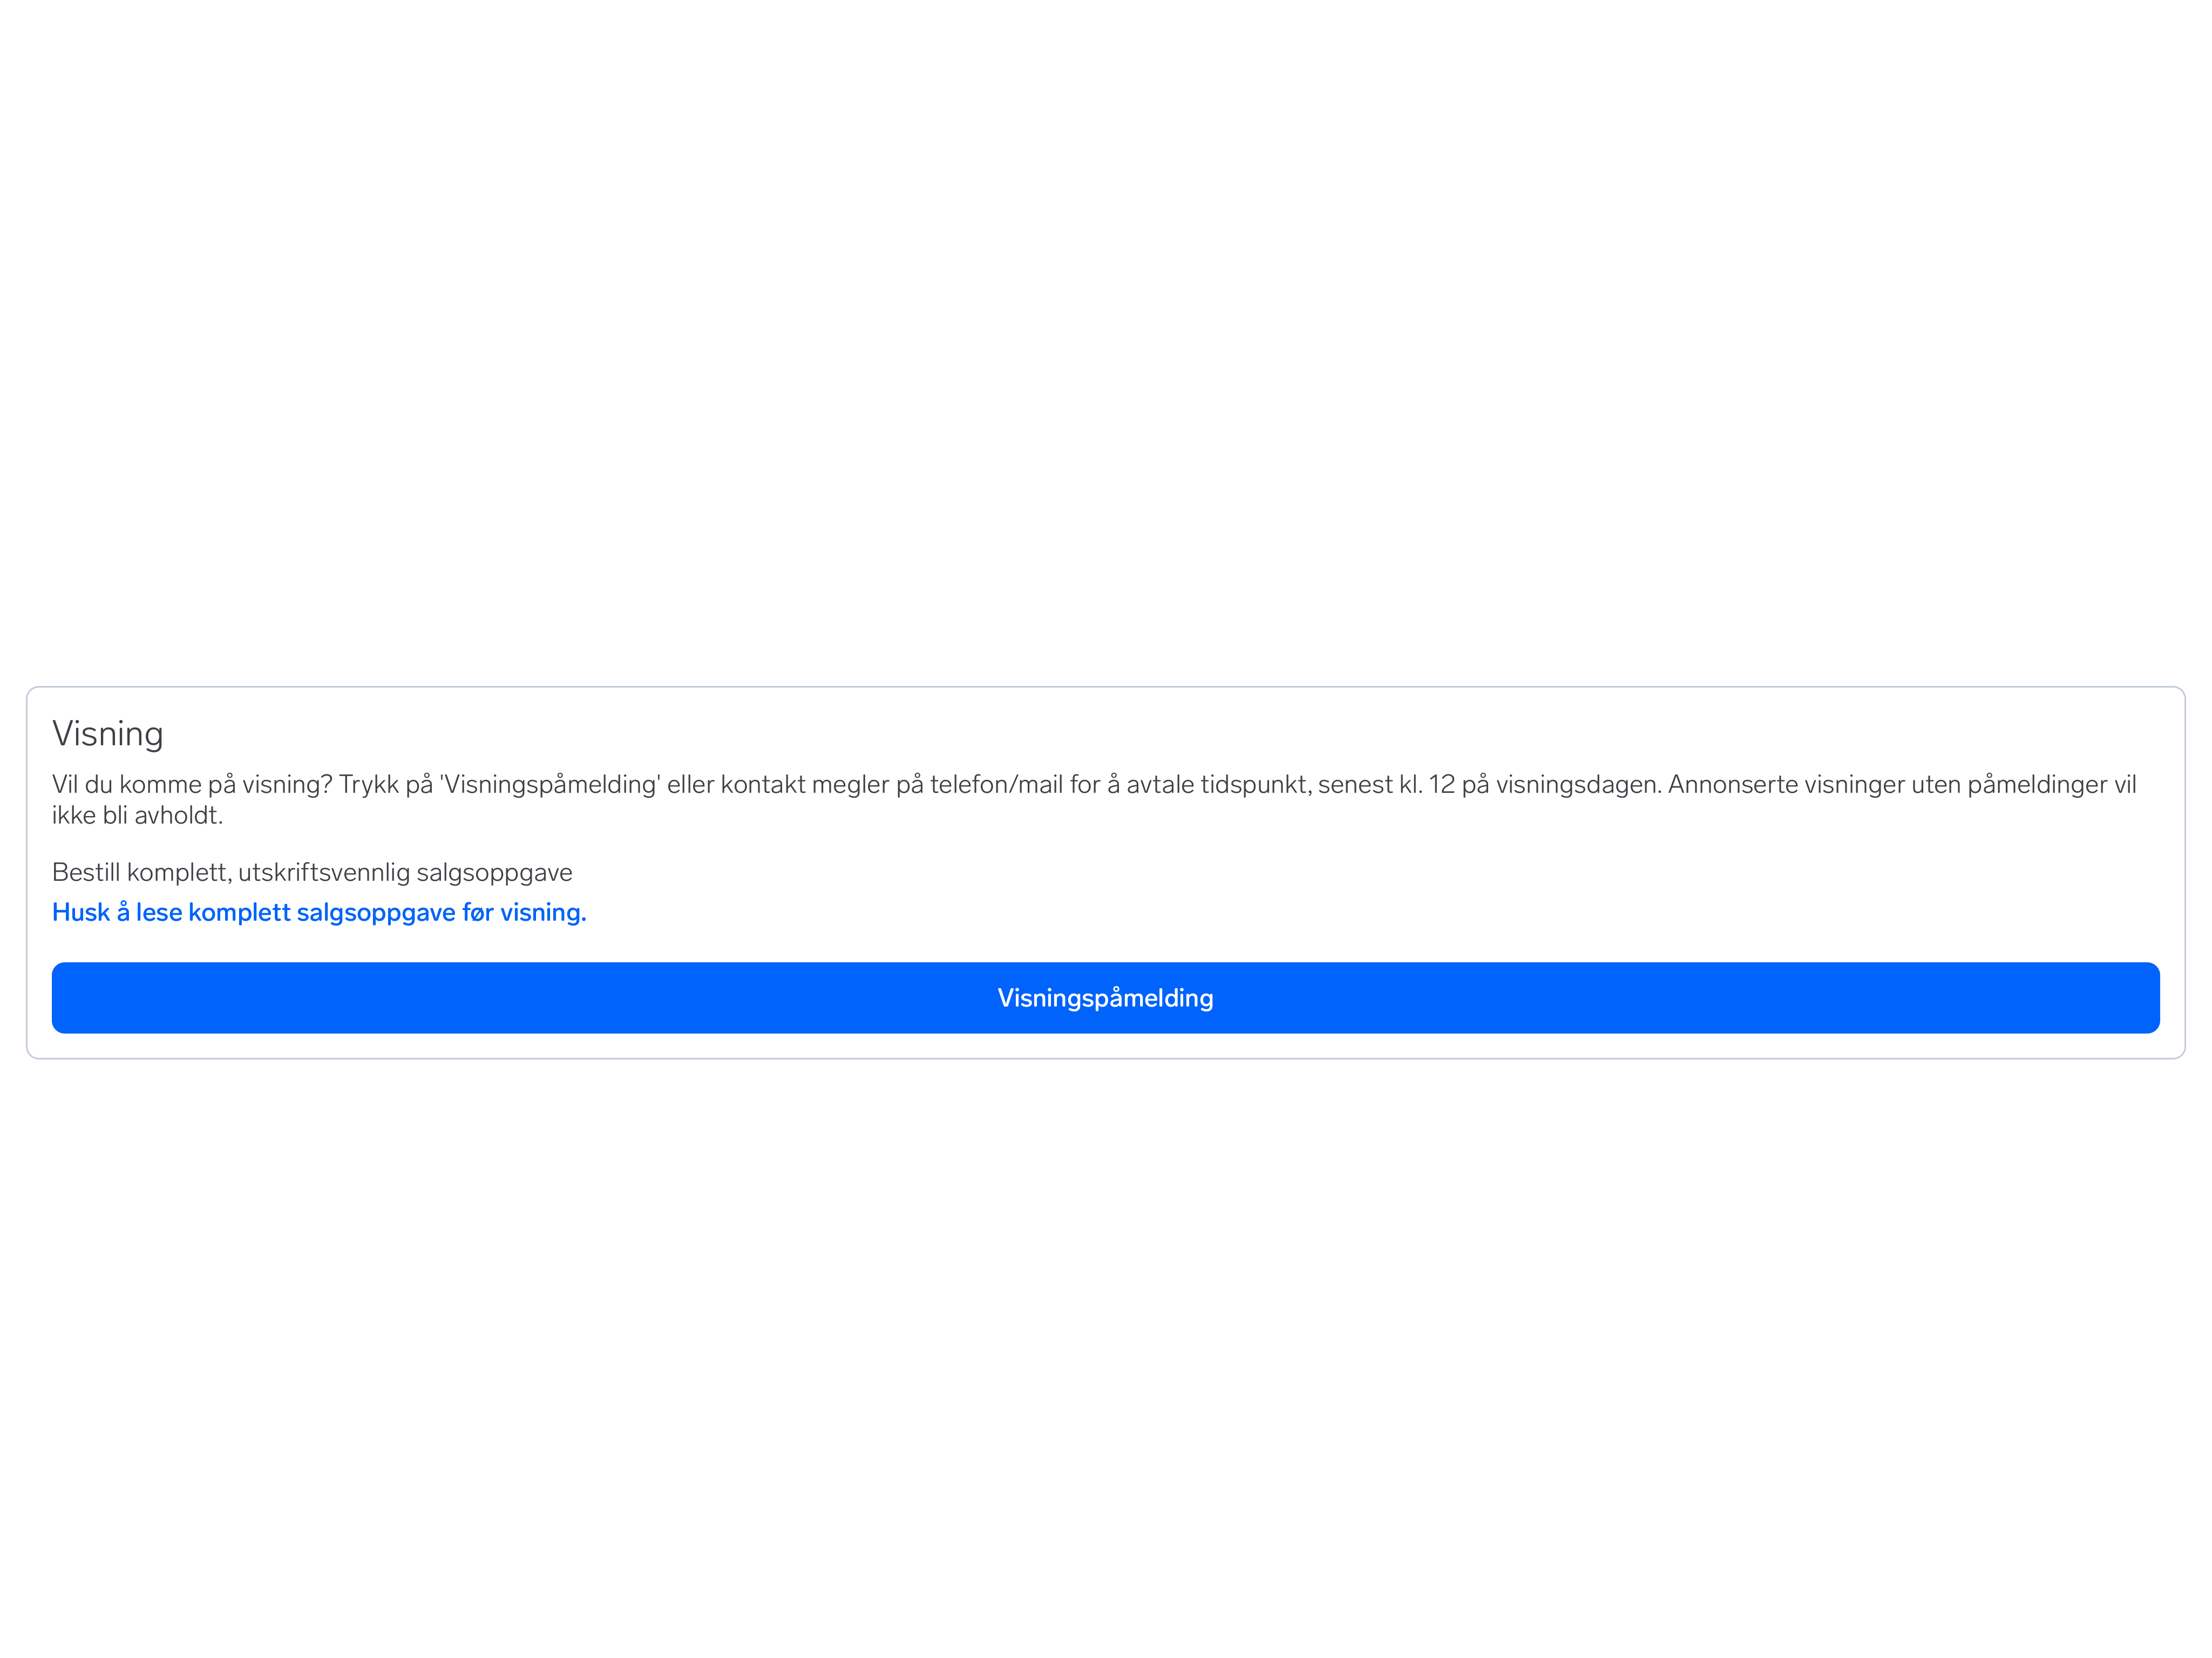 Visning
Vil du komme på visning? Trykk på 'Visningspåmelding' eller kontakt megler på telefon/mail for å avtale tidspunkt, senest kl. 12 på visningsdagen. Annonserte visninger uten påmeldinger vil
ikke bli avholdt.
Bestill komplett, utskriftsvennlig salgsoppgave
Husk å lese komplett salgsoppgave før visning.
Visningspåmelding